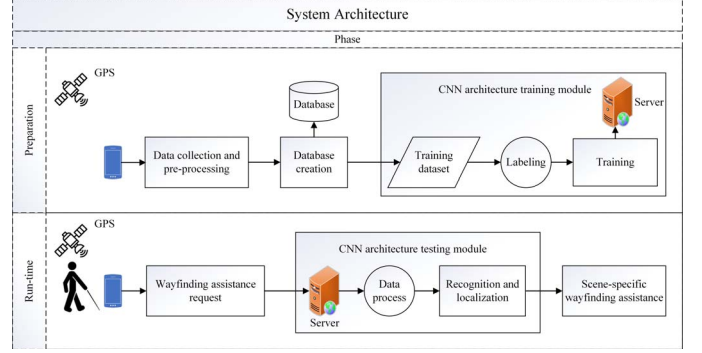 System Architecture
Phase
Preparation
GPS
Database
CNN architecture training module
Server
Data collection and
pre-processing
Database
creation
Training
dataset
Labeling
Training
Run-time
GPS
CNN architecture testing module
Wayfinding assistance
request
Server
Data
process
Recognition and
localization
Scene-specific
wayfinding assistance